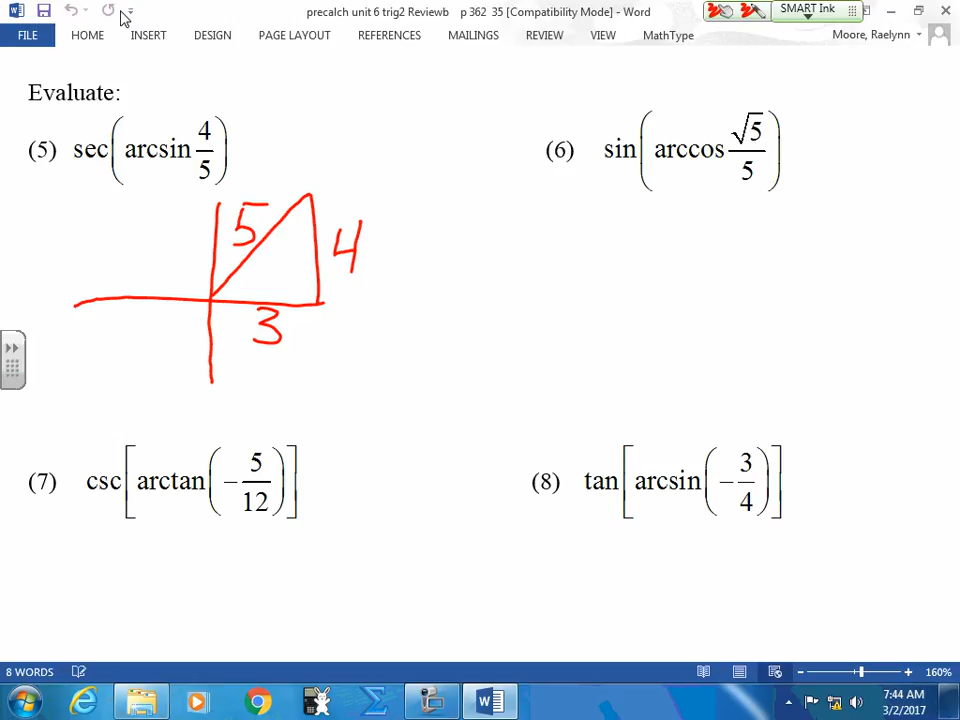 precalch unit 6 trig2 Reviewb p 362 35 [Compatibility Mode] - Word
SMART Ink
FILE HOME INSERT DESIGN PAGE LAYOUT REFERENCES MAILINGS REVIEW VIEW MathType Moore, Raelynn
Evaluate:
(5) sec(arcsin 4/5)
(6) sin(arccos √5/5)
5
4
3
(7) csc[arctan(-5/12)]
(8) tan[arcsin(-3/4)]
8 WORDS
160%
7:44 AM
3/2/2017